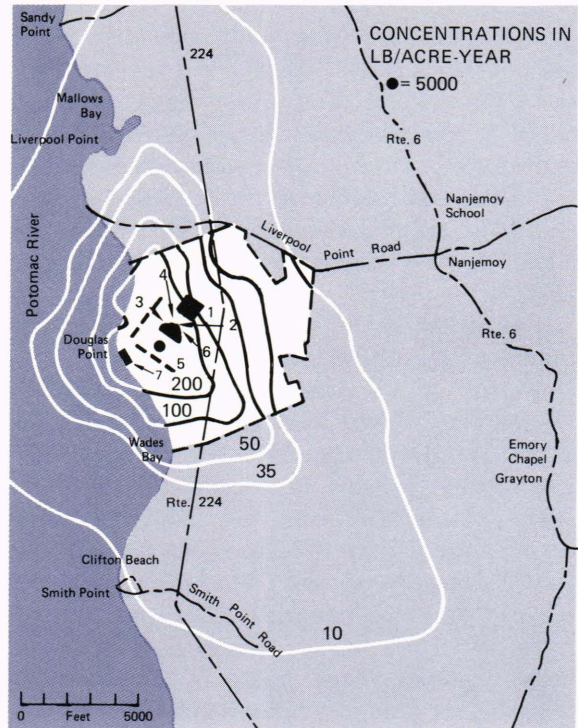 Sandy
Point
224
CONCENTRATIONS IN
LB/ACRE-YEAR
= 5000
Mallows
Bay
Liverpool Point
Rte. 6
Nanjemoy
School
Potomac River
Liverpool Point Road
Nanjemoy
4
3
1
2
Douglas
Point
5
6
7
Rte. 6
200
100
50
35
Wades
Bay
Emory
Chapel
Grayton
Rte. 224
Clifton Beach
Smith Point
Smith Point Road
10
0 Feet 5000